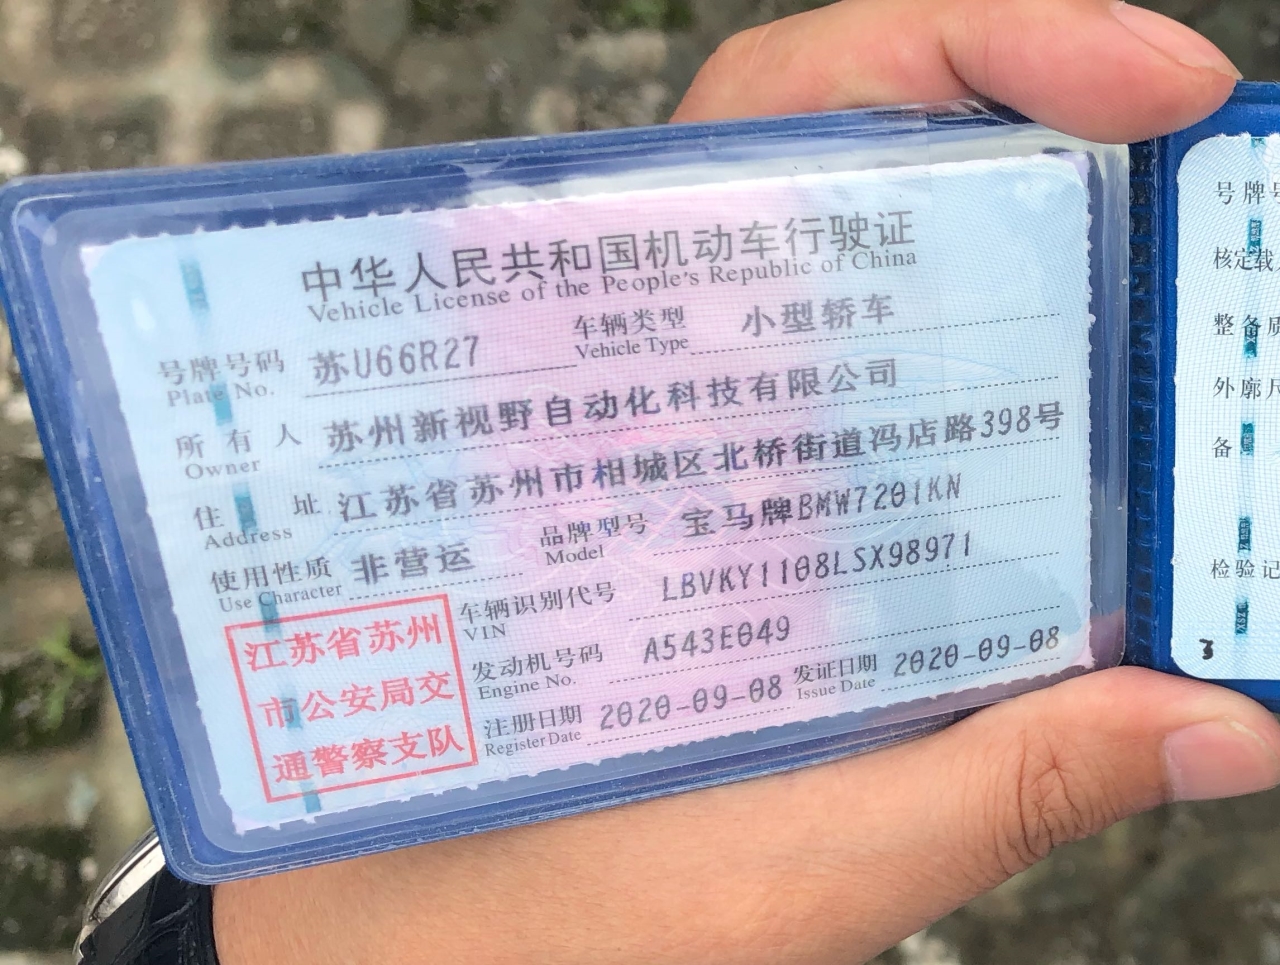 中华人民共和国机动车行驶证
Vehicle License of the People's Republic of China
号牌号码 苏U66R27 车辆类型 小型轿车
Plate No. Vehicle Type
所有人 苏州新视野自动化科技有限公司
Owner
住址 江苏省苏州市相城区北桥街道冯店路398号
Address
使用性质 非营运 品牌型号 宝马牌BMW7201KN
Use Character Model
车辆识别代号 LBVKY1108LSX98971
VIN
发动机号码 A543E049
Engine No.
注册日期 2020-09-08 发证日期 2020-09-08
Register Date Issue Date
江苏省苏州
市公安局交
通警察支队
号牌号
核定载
整备质
外廓尺
备
检验记
3